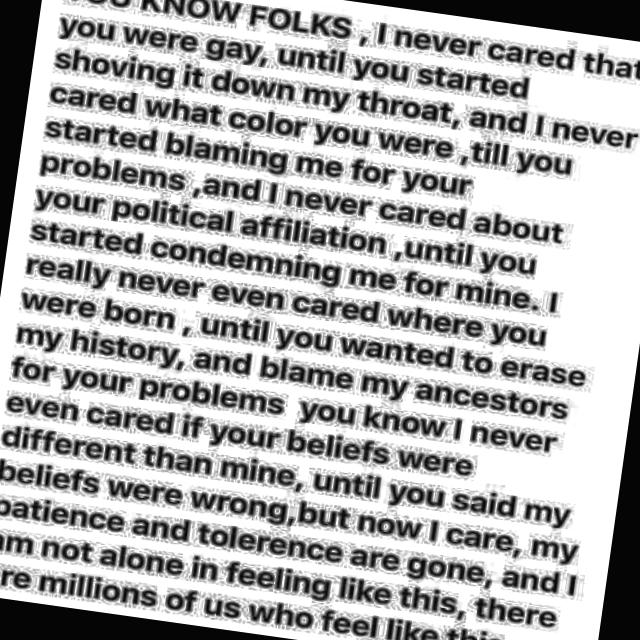 KNOW FOLKS , I never cared that
you were gay, until you started
shoving it down my throat, and I never
cared what color you were ,till you
started blaming me for your
problems ,and I never cared about
your political affiliation ,until you
started condemning me for mine. I
really never even cared where you
were born , until you wanted to erase
my history, and blame my ancestors
for your problems you know I never
even cared if your beliefs were
different than mine, until you said my
beliefs were wrong,but now I care, my
patience and tolerence are gone, and I
am not alone in feeling like this, there
millions of us who feel like this